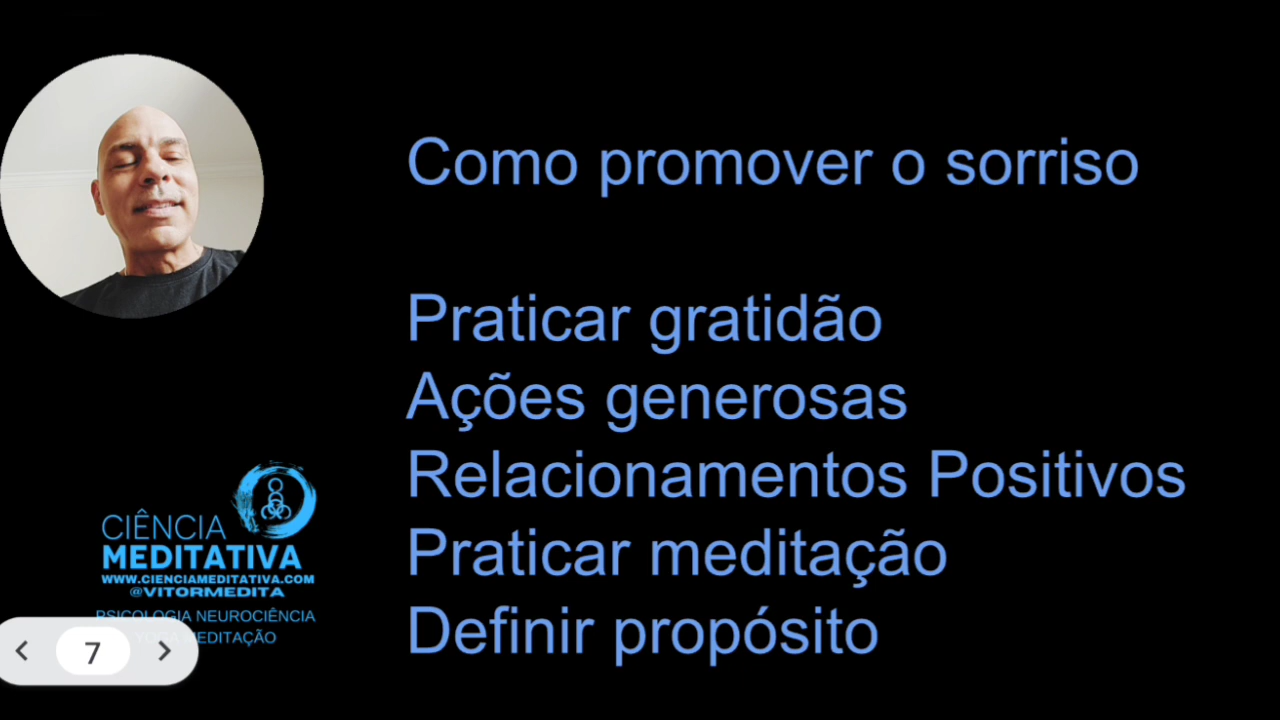 Como promover o sorriso
Praticar gratidão
Ações generosas
Relacionamentos Positivos
Praticar meditação
Definir propósito
CIÊNCIA
MEDITATIVA
WWW.CIENCIAMEDITATIVA.COM
@VITORMEDITA
PSICOLOGIA NEUROCIÊNCIA
MEDITAÇÃO
7